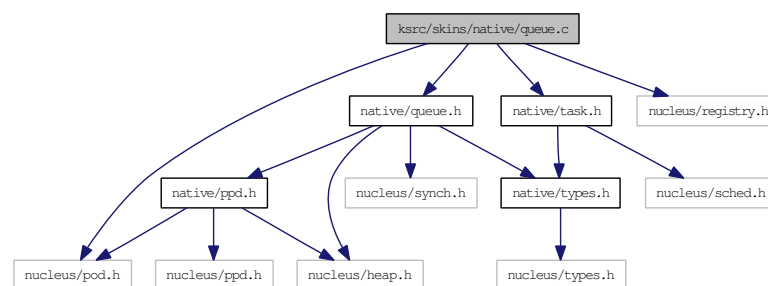 ksrc/skins/native/queue.c
native/queue.h
native/task.h
nucleus/registry.h
native/ppd.h
nucleus/synch.h
native/types.h
nucleus/sched.h
nucleus/pod.h
nucleus/ppd.h
nucleus/heap.h
nucleus/types.h